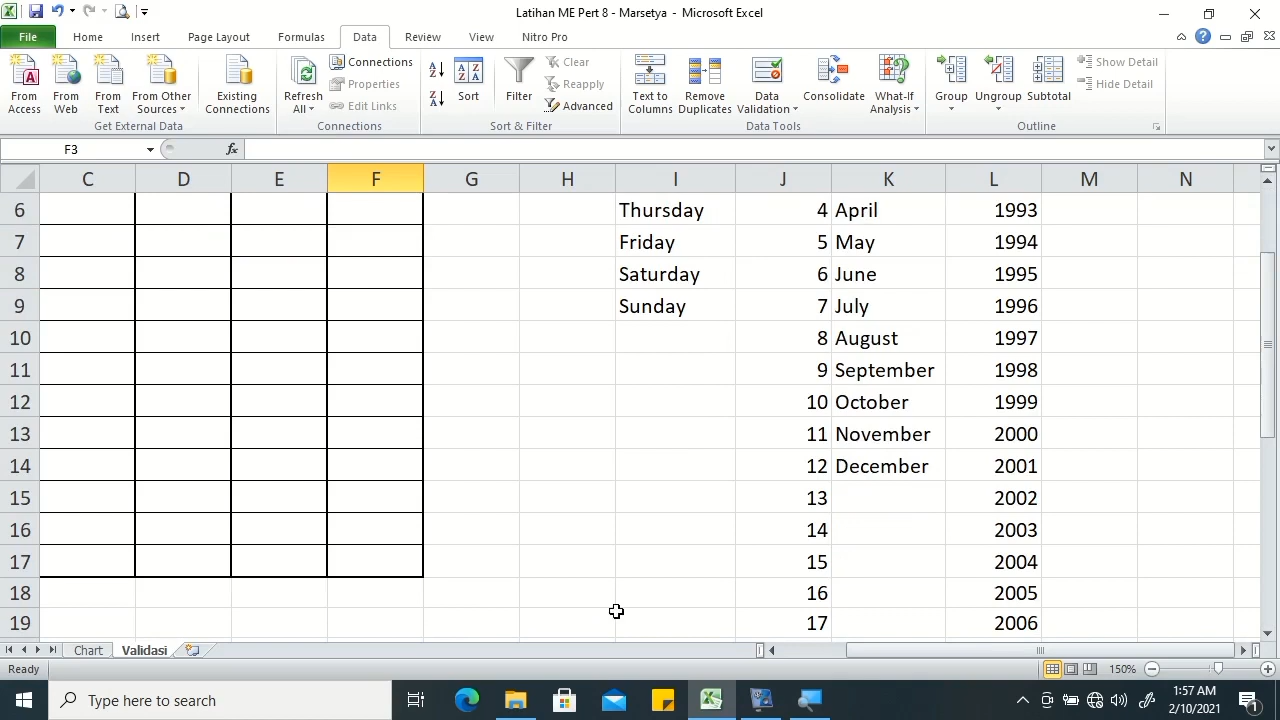 Latihan ME Pert 8 - Marsetya - Microsoft Excel
File Home Insert Page Layout Formulas Data Review View Nitro Pro
From Access
From Web
From Text
From Other Sources
Existing Connections
Get External Data
Refresh All
Connections
Properties
Edit Links
Connections
Sort
Filter
Clear
Reapply
Advanced
Sort & Filter
Text to Columns
Remove Duplicates
Data Validation
Consolidate
What-If Analysis
Data Tools
Group
Ungroup
Subtotal
Show Detail
Hide Detail
Outline
F3 fx
C D E F G H I J K L M N
6 Thursday 4 April 1993
7 Friday 5 May 1994
8 Saturday 6 June 1995
9 Sunday 7 July 1996
10 8 August 1997
11 9 September 1998
12 10 October 1999
13 11 November 2000
14 12 December 2001
15 13 2002
16 14 2003
17 15 2004
18 16 2005
19 17 2006
Chart Validasi
Ready 150%
Type here to search
1:57 AM
2/10/2021
1